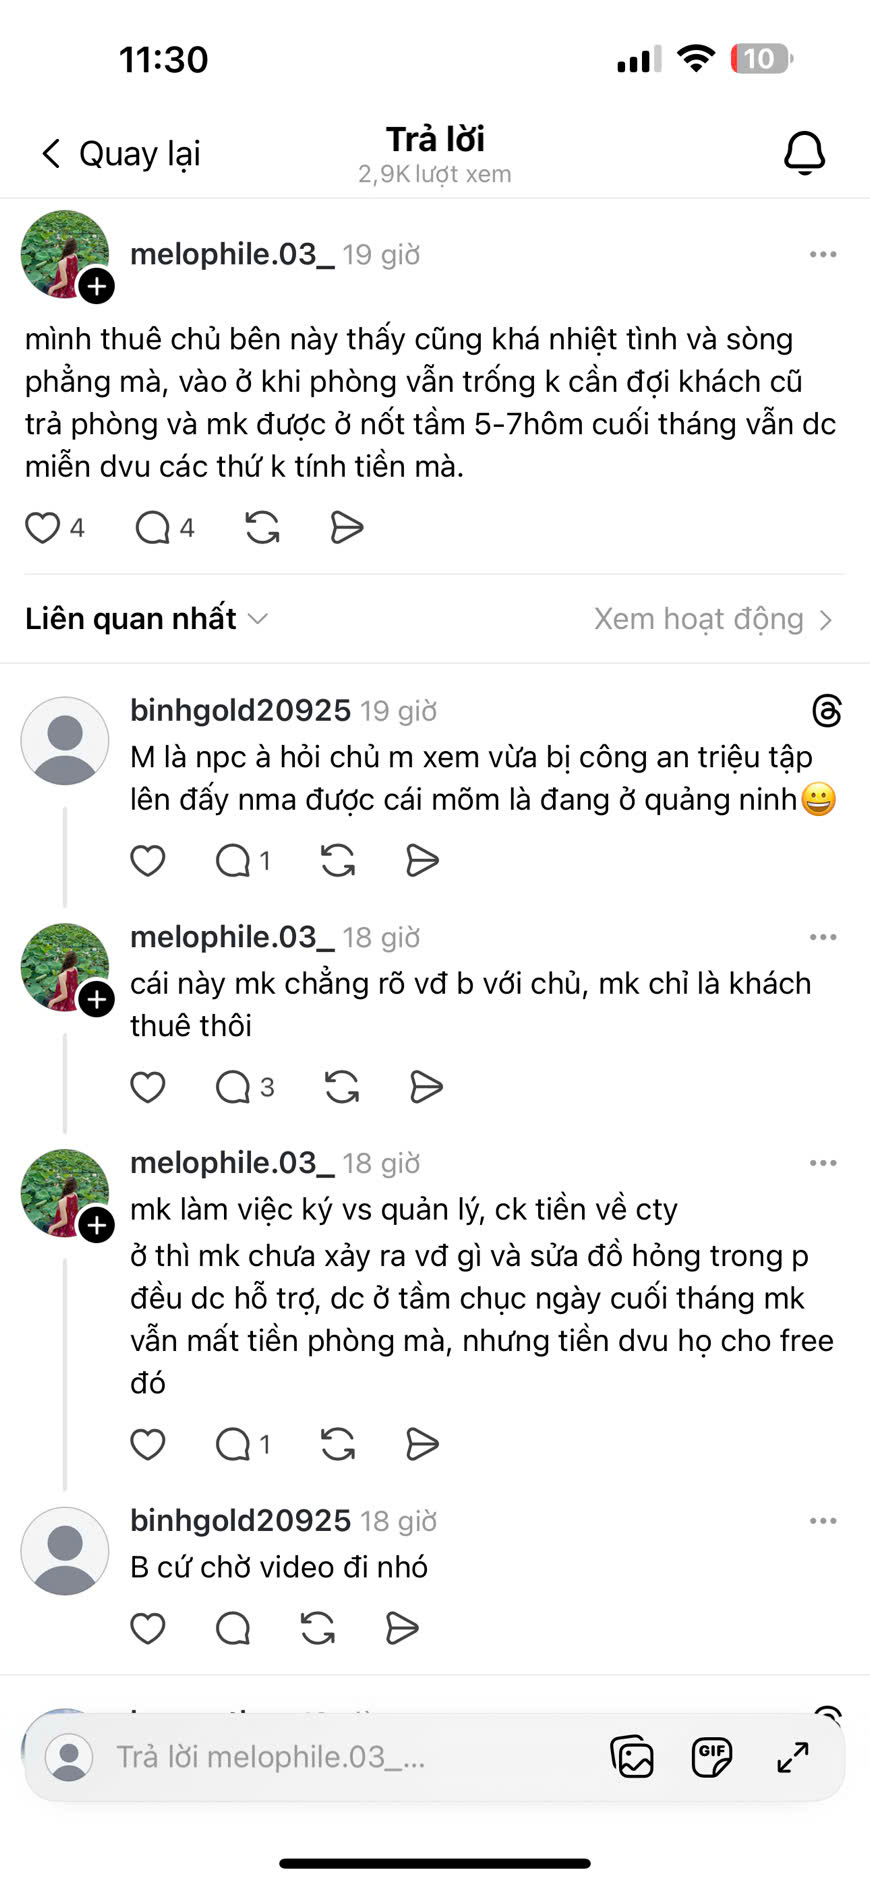 11:30
10
Quay lại
Trả lời
2,9K lượt xem
melophile.03_ 19 giờ
mình thuê chủ bên này thấy cũng khá nhiệt tình và sòng
phẳng mà, vào ở khi phòng vẫn trống k cần đợi khách cũ
trả phòng và mk được ở nốt tầm 5-7hôm cuối tháng vẫn dc
miễn dvu các thứ k tính tiền mà.
4 4
Liên quan nhất
Xem hoạt động
binhgold20925 19 giờ
M là npc à hỏi chủ m xem vừa bị công an triệu tập
lên đấy nma được cái mõm là đang ở quảng ninh😀
1
melophile.03_ 18 giờ
cái này mk chẳng rõ vđ b với chủ, mk chỉ là khách
thuê thôi
3
melophile.03_ 18 giờ
mk làm việc ký vs quản lý, ck tiền về cty
ở thì mk chưa xảy ra vđ gì và sửa đồ hỏng trong p
đều dc hỗ trợ, dc ở tầm chục ngày cuối tháng mk
vẫn mất tiền phòng mà, nhưng tiền dvu họ cho free
đó
1
binhgold20925 18 giờ
B cứ chờ video đi nhó
Trả lời melophile.03_...
GIF